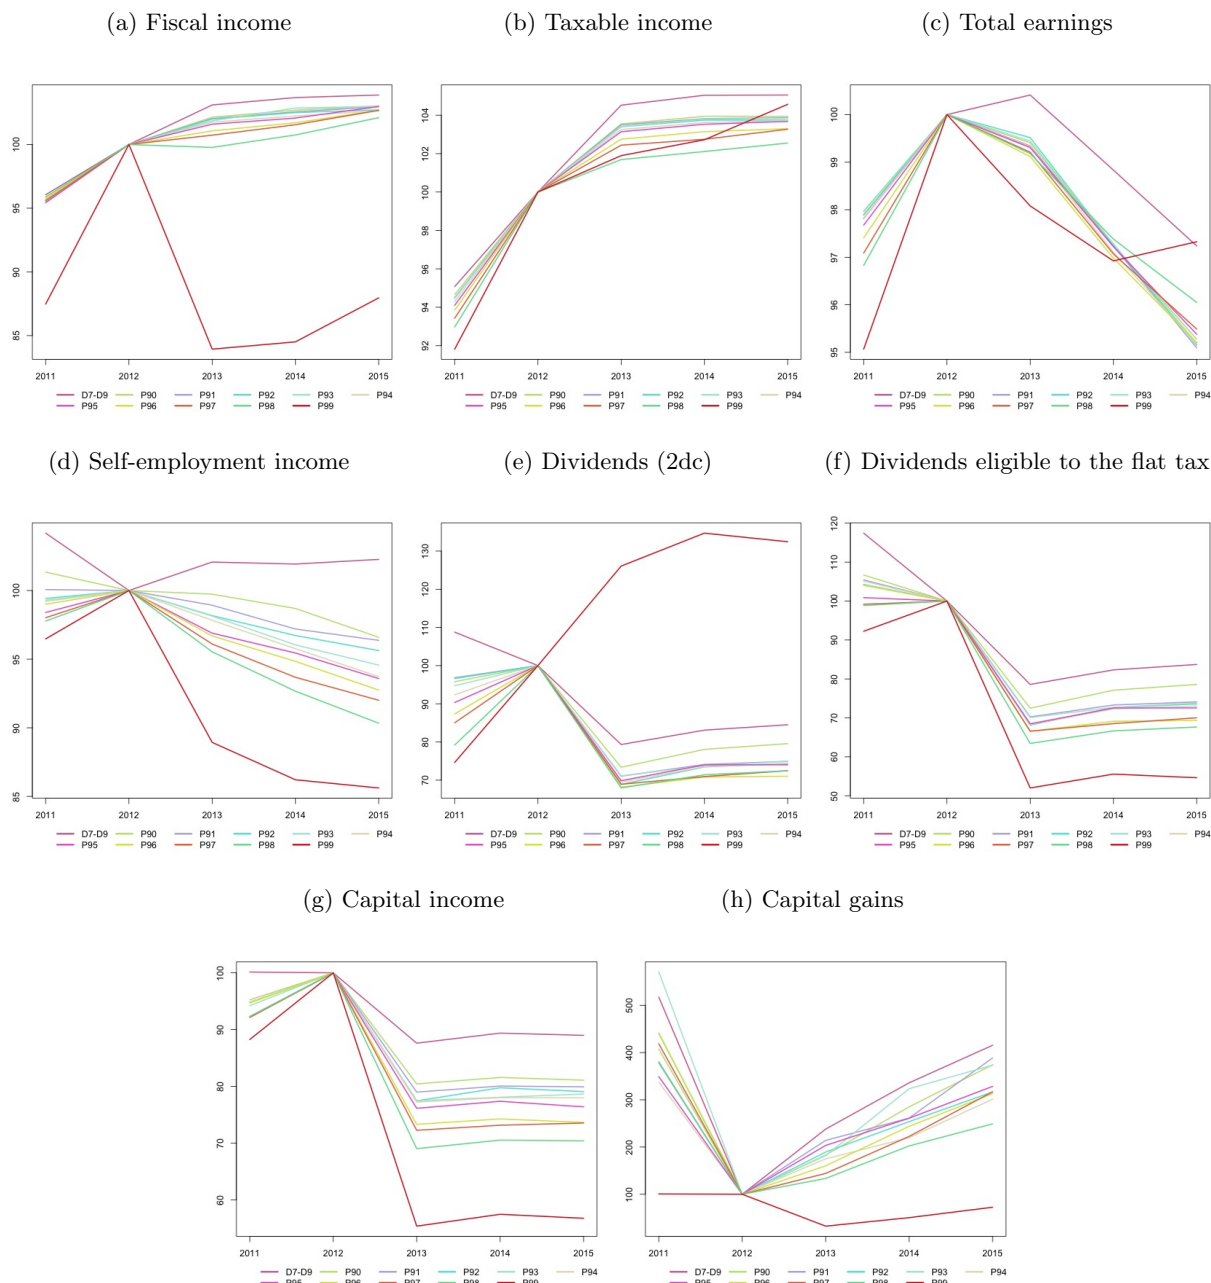 (a) Fiscal income
(b) Taxable income
(c) Total earnings
100
95
90
85
2011 2012 2013 2014 2015
D7-D9 P90 P91 P92 P93 P94
P95 P96 P97 P98 P99
104
102
100
98
96
94
92
2011 2012 2013 2014 2015
D7-D9 P90 P91 P92 P93 P94
P95 P96 P97 P98 P99
100
99
98
97
96
95
2011 2012 2013 2014 2015
D7-D9 P90 P91 P92 P93 P94
P95 P96 P97 P98 P99
(d) Self-employment income
(e) Dividends (2dc)
(f) Dividends eligible to the flat tax
100
95
90
85
2011 2012 2013 2014 2015
D7-D9 P90 P91 P92 P93 P94
P95 P96 P97 P98 P99
130
120
110
100
90
80
70
2011 2012 2013 2014 2015
D7-D9 P90 P91 P92 P93 P94
P95 P96 P97 P98 P99
120
110
100
90
80
70
60
50
2011 2012 2013 2014 2015
D7-D9 P90 P91 P92 P93 P94
P95 P96 P97 P98 P99
(g) Capital income
(h) Capital gains
100
90
80
70
60
2011 2012 2013 2014 2015
D7-D9 P90 P91 P92 P93 P94
P95 P96 P97 P98 P99
500
400
300
200
100
2011 2012 2013 2014 2015
D7-D9 P90 P91 P92 P93 P94
P95 P96 P97 P98 P99